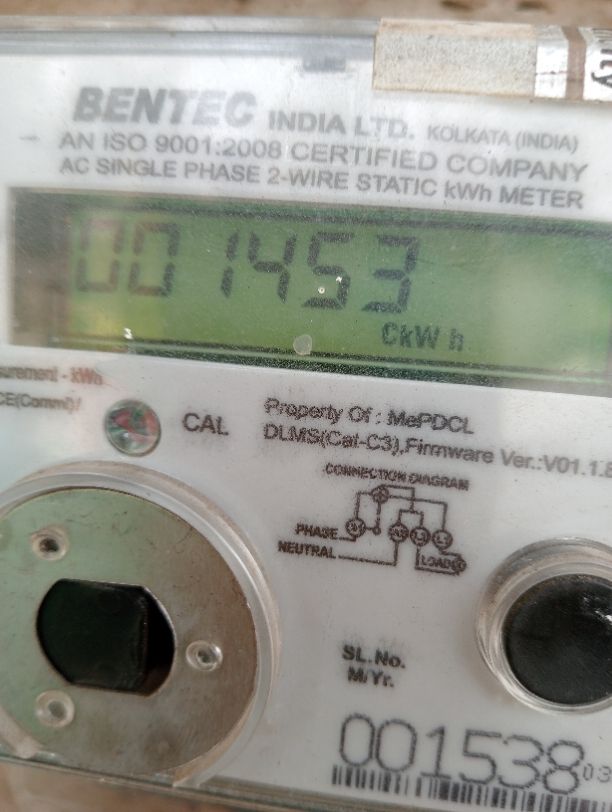 BENTEC INDIA LTD. KOLKATA (INDIA)
AN ISO 9001:2008 CERTIFIED COMPANY
AC SINGLE PHASE 2-WIRE STATIC kWh METER
001453
CkWh
CAL
Property Of : MePDCL
DLMS(Cat-C3),Firmware Ver.:V01.1.
CONNECTION DIAGRAM
PHASE
NEUTRAL
LOAD
SL.No.
M/Yr.
001538
03